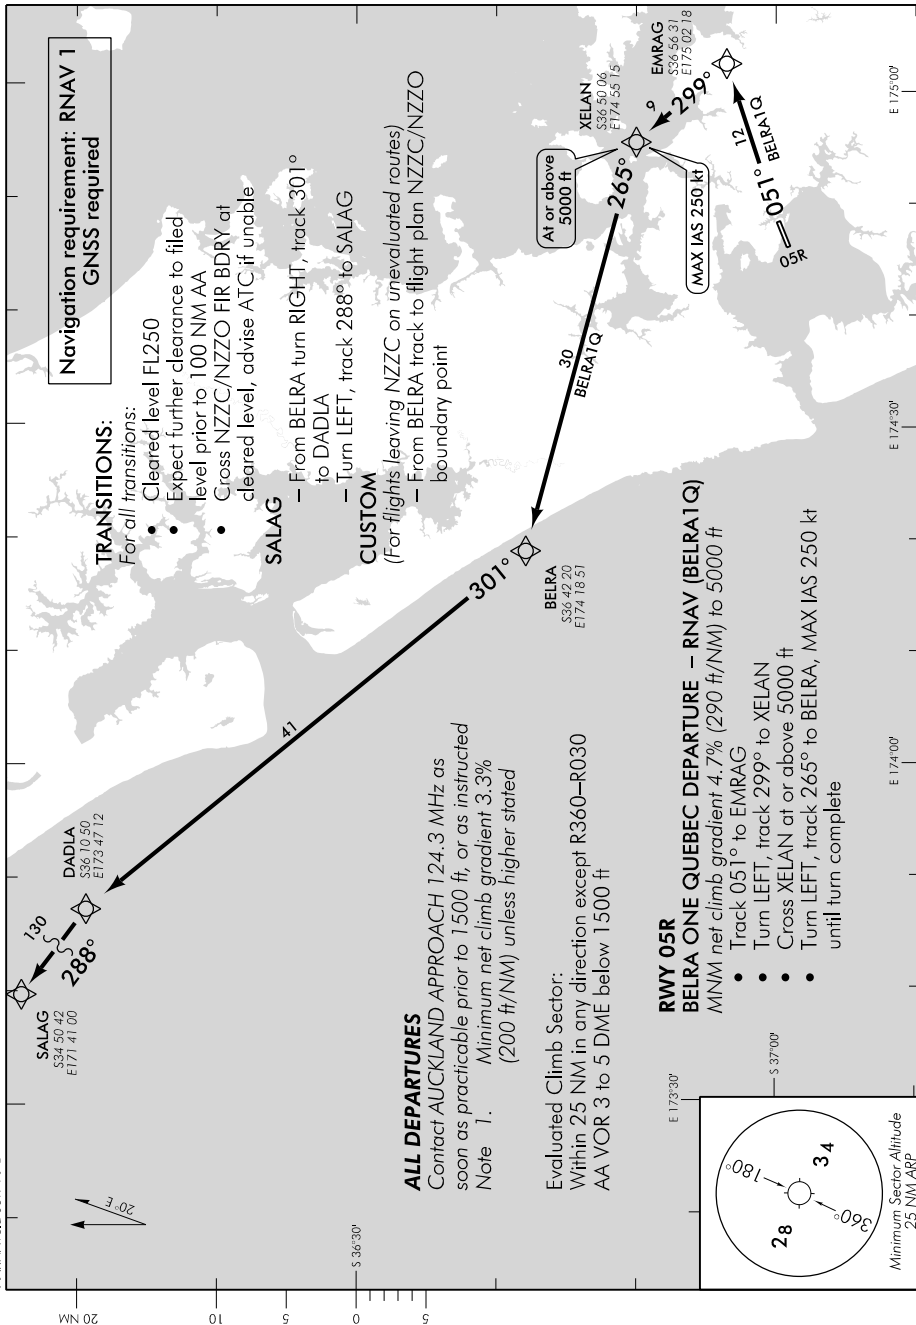 Navigation requirement: RNAV 1
GNSS required
TRANSITIONS:
For all transitions:
• Cleared level FL250
• Expect further clearance to filed
level prior to 100 NM AA
• Cross NZZC/NZZO FIR BDRY at
cleared level, advise ATC if unable
SALAG
– From BELRA turn RIGHT, track 301°
to DADLA
– Turn LEFT, track 288° to SALAG
CUSTOM
(For flights leaving NZZC on unevaluated routes)
– From BELRA track to flight plan NZZC/NZZO
boundary point
SALAG
S34 50 42
E171 41 00
130
288°
DADLA
S36 10 50
E173 47 12
41
301°
BELRA
S36 42 20
E174 18 51
30
BELRA1Q
265°
At or above
5000 ft
MAX IAS 250 kt
XELAN
S36 50 06
E174 55 15
9
299°
EMRAG
S36 56 31
E175 02 18
12
BELRA1Q
051°
05R
ALL DEPARTURES
Contact AUCKLAND APPROACH 124.3 MHz as
soon as practicable prior to 1500 ft, or as instructed
Note 1. Minimum net climb gradient 3.3%
(200 ft/NM) unless higher stated
Evaluated Climb Sector:
Within 25 NM in any direction except R360–R030
AA VOR 3 to 5 DME below 1500 ft
RWY 05R
BELRA ONE QUEBEC DEPARTURE – RNAV (BELRA1Q)
MNM net climb gradient 4.7% (290 ft/NM) to 5000 ft
• Track 051° to EMRAG
• Turn LEFT, track 299° to XELAN
• Cross XELAN at or above 5000 ft
• Turn LEFT, track 265° to BELRA, MAX IAS 250 kt
until turn complete
20° E
S 36°30'
S 37°00'
E 173°30'
E 174°00'
E 174°30'
E 175°00'
20 NM
10
5
0
5
180°
360°
28
34
Minimum Sector Altitude
25 NM ARP